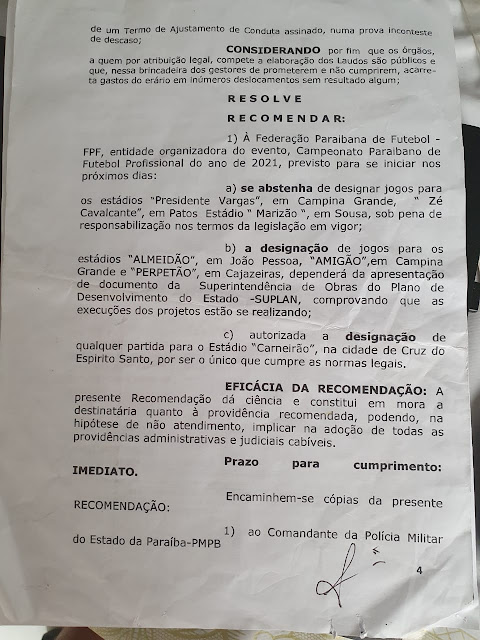 de um Termo de Ajustamento de Conduta assinado, numa prova inconteste
de descaso;
CONSIDERANDO por fim que os órgãos,
a quem por atribuição legal, compete a elaboração dos Laudos são públicos e
que, nessa brincadeira dos gestores de prometerem e não cumprirem, acarre-
ta gastos do erário em inúmeros deslocamentos sem resultado algum;
R E S O L V E
R E C O M E N D A R:
1) À Federação Paraibana de Futebol -
FPF, entidade organizadora do evento, Campeonato Paraibano de
Futebol Profissional do ano de 2021, previsto para se iniciar nos
próximos dias:
a) se abstenha de designar jogos para
os estádios "Presidente Vargas", em Campina Grande, " Zé
Cavalcante", em Patos Estádio " Marizão ", em Sousa, sob pena de
responsabilização nos termos da legislação em vigor;
b) a designação de jogos para os
estádios "ALMEIDÃO", em João Pessoa, "AMIGÃO",em Campina
Grande e "PERPETÃO", em Cajazeiras, dependerá da apresentação
de documento da Superintendência de Obras do Plano de
Desenvolvimento do Estado -SUPLAN, comprovando que as
execuções dos projetos estão se realizando;
c) autorizada a designação de
qualquer partida para o Estádio "Carneirão", na cidade de Cruz do
Espirito Santo, por ser o único que cumpre as normas legais.
EFICÁCIA DA RECOMENDAÇÃO: A
presente Recomendação dá ciência e constitui em mora a
destinatária quanto à providência recomendada, podendo, na
hipótese de não atendimento, implicar na adoção de todas as
providências administrativas e judiciais cabíveis.
Prazo para cumprimento:
IMEDIATO.
Encaminhem-se cópias da presente
RECOMENDAÇÃO:
1) ao Comandante da Polícia Militar
do Estado da Paraíba-PMPB
4